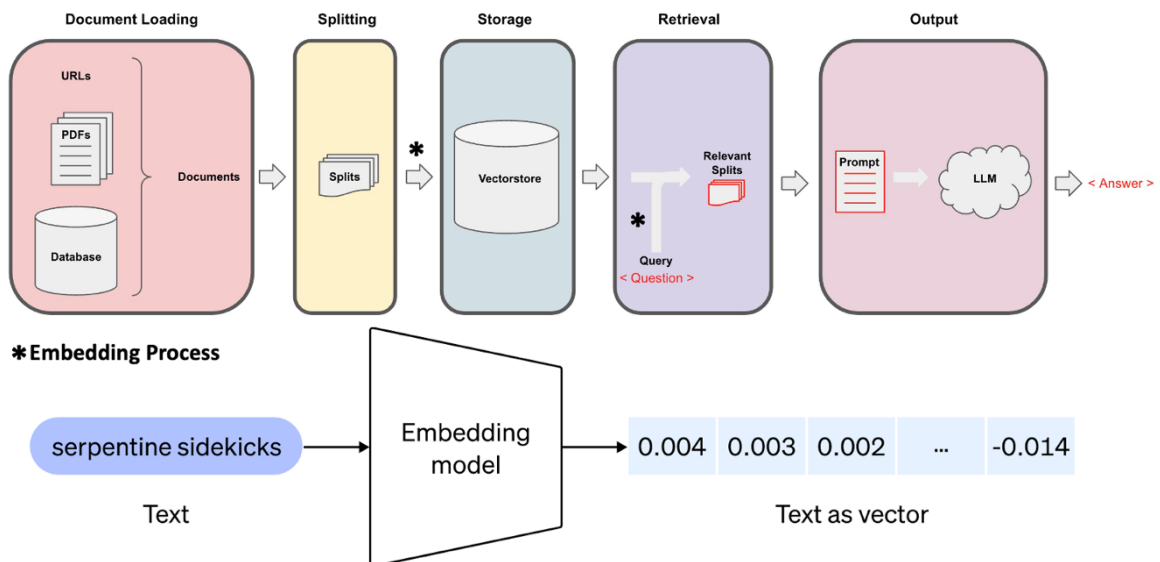 Document Loading
Splitting
Storage
Retrieval
Output
URLs
PDFs
Documents
Database
Splits
*
Vectorstore
Relevant
Splits
*
Query
< Question >
Prompt
LLM
< Answer >
*Embedding Process
serpentine sidekicks
Embedding
model
0.004 0.003 0.002 ... -0.014
Text
Text as vector